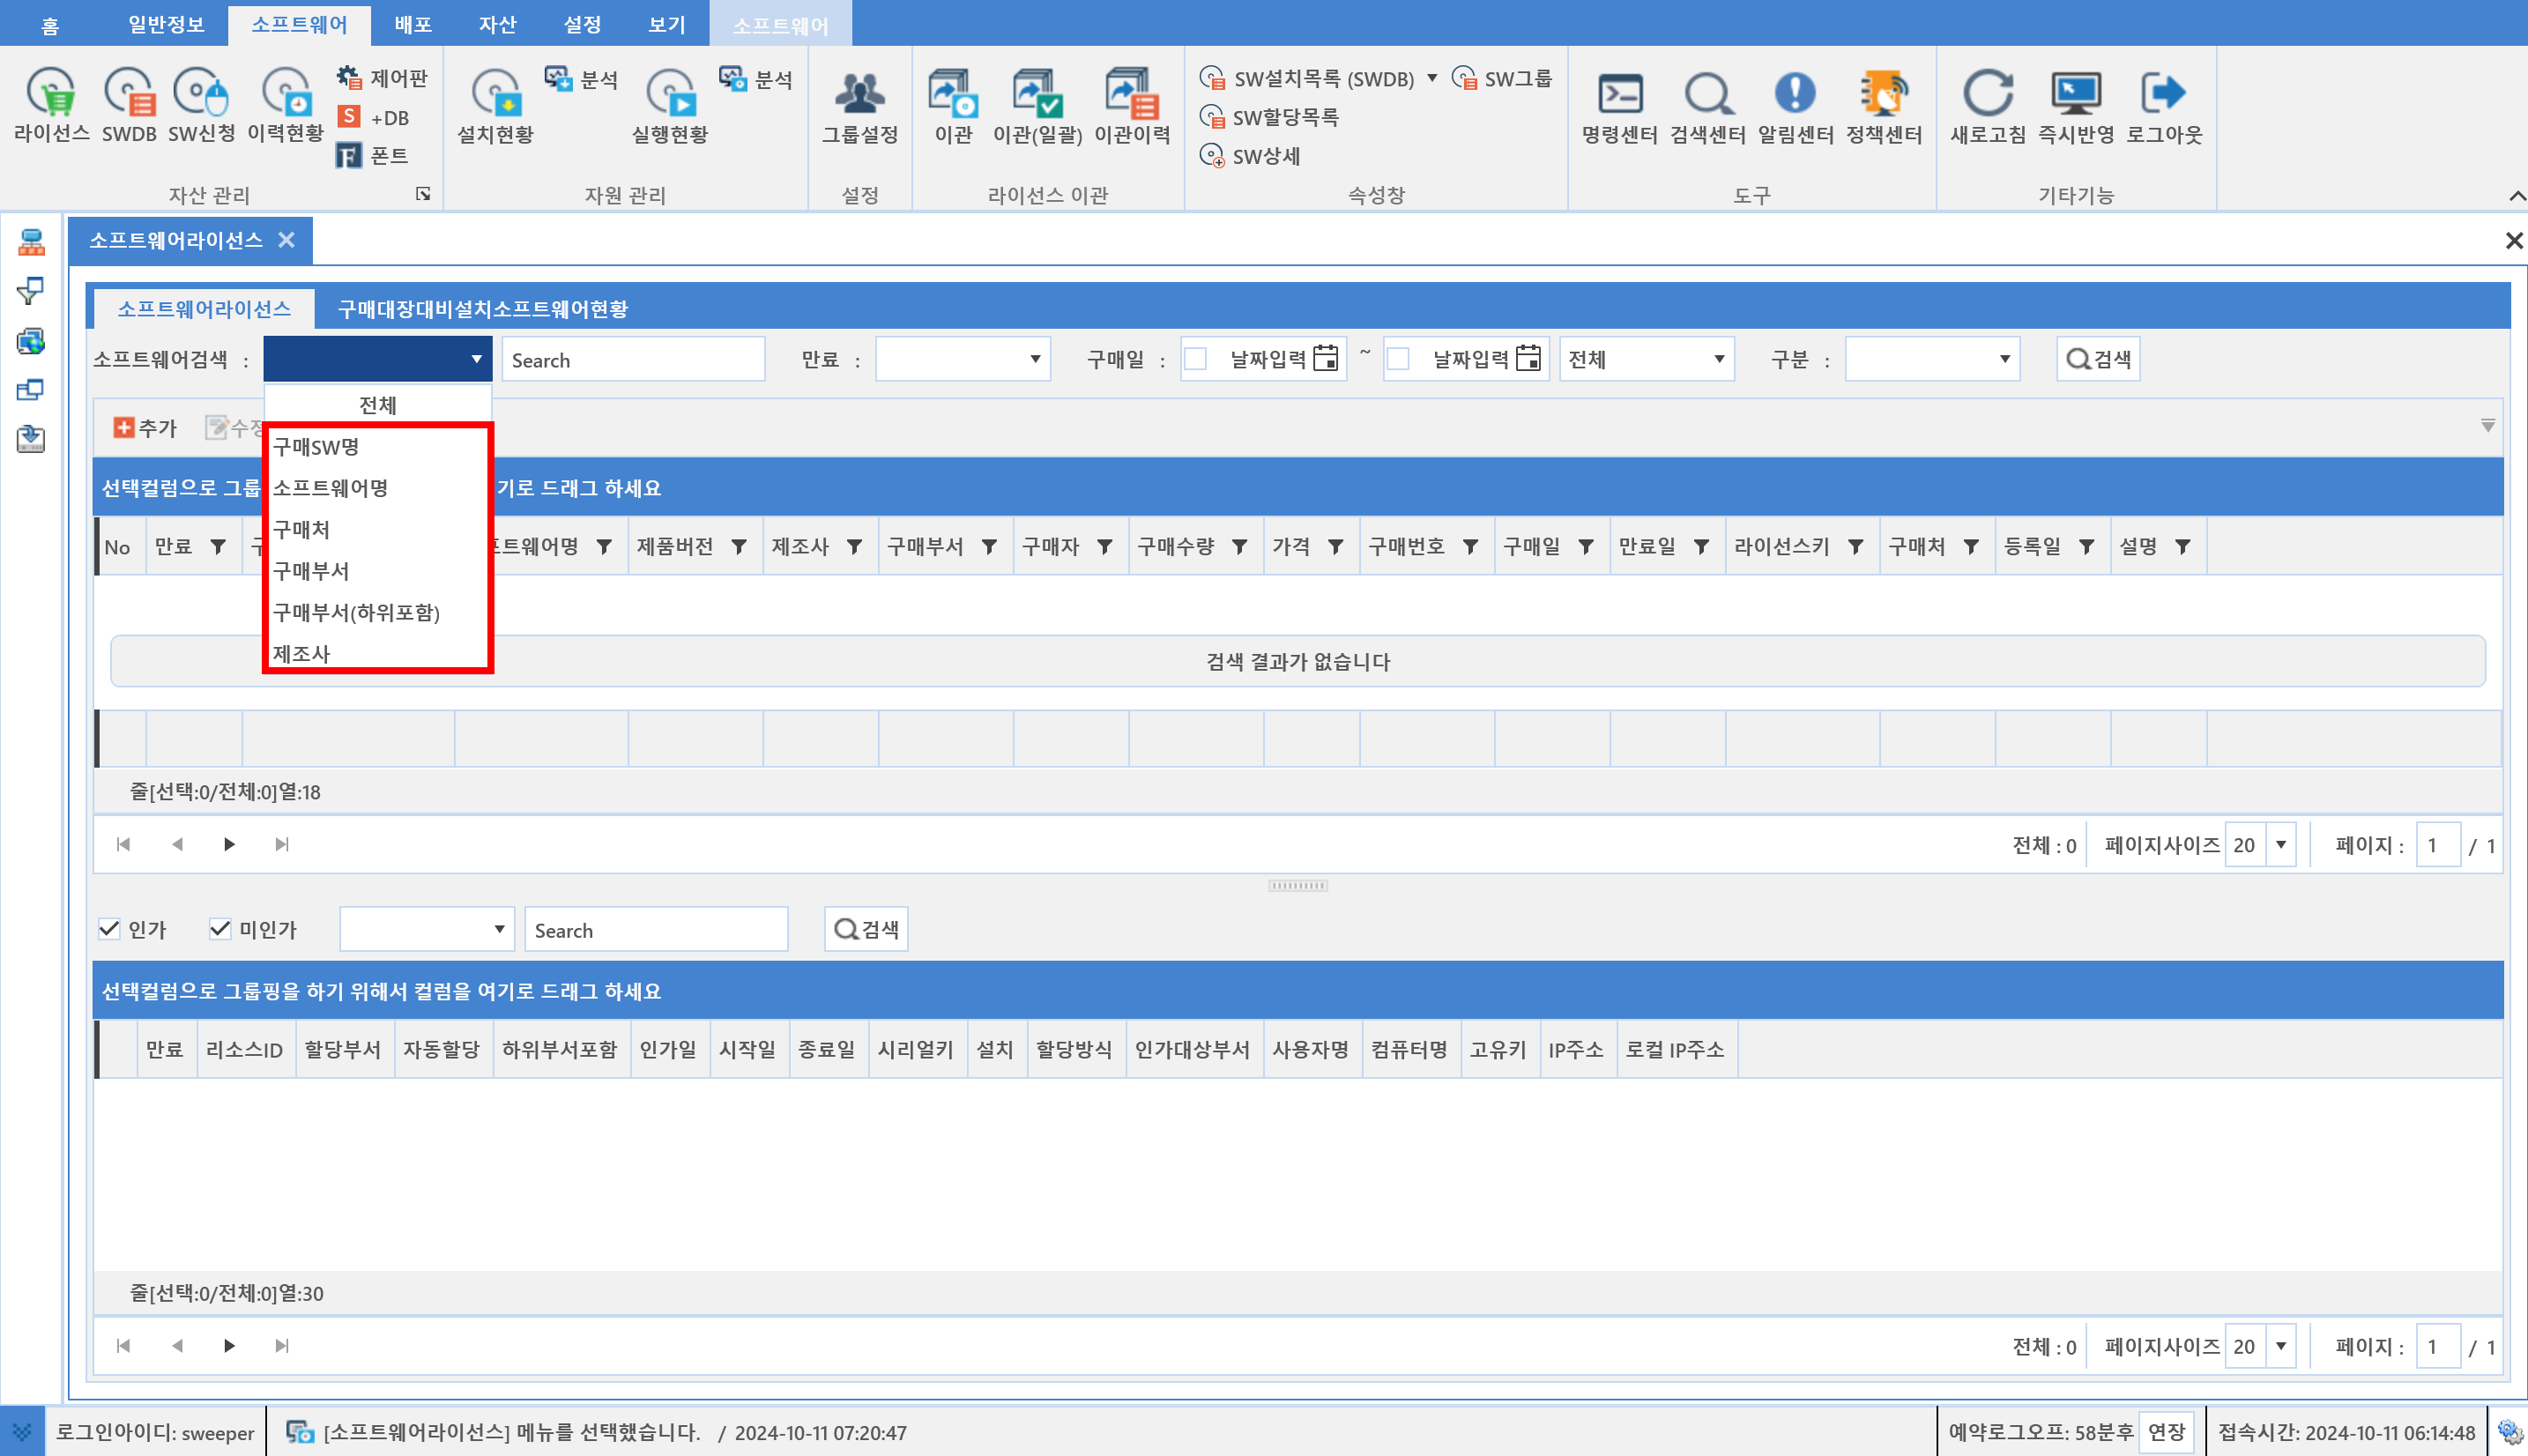 홈 일반정보 소프트웨어 배포 자산 설정 보기 소프트웨어
라이선스 SWDB SW신청 이력현황 제어판 +DB 폰트
자산 관리
설치현황 분석 실행현황 분석
자원 관리
그룹설정
설정
이관 이관(일괄) 이관이력
라이선스 이관
SW설치목록 (SWDB) SW그룹
SW할당목록
SW상세
속성창
명령센터 검색센터 알림센터 정책센터
도구
새로고침 즉시반영 로그아웃
기타기능
소프트웨어라이선스
소프트웨어라이선스 구매대장대비설치소프트웨어현황
소프트웨어검색 : Search 만료 : 구매일 : 날짜입력 ~ 날짜입력 전체 구분 : 검색
전체
구매SW명
소프트웨어명
구매처
구매부서
구매부서(하위포함)
제조사
추가 수정
선택컬럼으로 그룹 기로 드래그 하세요
No 만료 구 프트웨어명 제품버전 제조사 구매부서 구매자 구매수량 가격 구매번호 구매일 만료일 라이선스키 구매처 등록일 설명
검색 결과가 없습니다
줄[선택:0/전체:0]열:18
전체 : 0 페이지사이즈 20 페이지 : 1 / 1
인가 미인가 Search 검색
선택컬럼으로 그룹핑을 하기 위해서 컬럼을 여기로 드래그 하세요
만료 리소스ID 할당부서 자동할당 하위부서포함 인가일 시작일 종료일 시리얼키 설치 할당방식 인가대상부서 사용자명 컴퓨터명 고유키 IP주소 로컬 IP주소
줄[선택:0/전체:0]열:30
전체 : 0 페이지사이즈 20 페이지 : 1 / 1
로그인아이디: sweeper [소프트웨어라이선스] 메뉴를 선택했습니다. / 2024-10-11 07:20:47 예약로그오프: 58분후 연장 접속시간: 2024-10-11 06:14:48